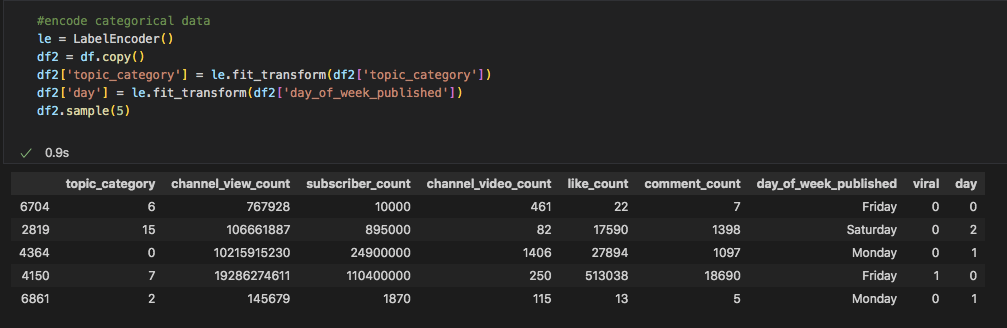 #encode categorical data
le = LabelEncoder()
df2 = df.copy()
df2['topic_category'] = le.fit_transform(df2['topic_category'])
df2['day'] = le.fit_transform(df2['day_of_week_published'])
df2.sample(5)
0.9s
topic_category channel_view_count subscriber_count channel_video_count like_count comment_count day_of_week_published viral day
6704 6 767928 10000 461 22 7 Friday 0 0
2819 15 106661887 895000 82 17590 1398 Saturday 0 2
4364 0 10215915230 24900000 1406 27894 1097 Monday 0 1
4150 7 19286274611 110400000 250 513038 18690 Friday 1 0
6861 2 145679 1870 115 13 5 Monday 0 1